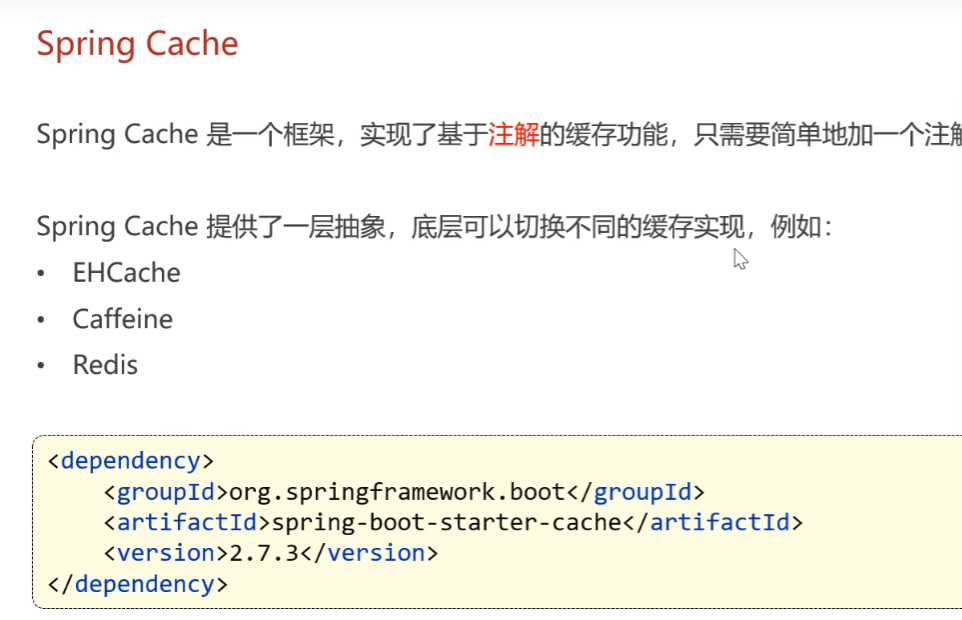 Spring Cache
Spring Cache 是一个框架，实现了基于注解的缓存功能，只需要简单地加一个注解
Spring Cache 提供了一层抽象，底层可以切换不同的缓存实现，例如：
• EHCache
• Caffeine
• Redis
<dependency>
    <groupId>org.springframework.boot</groupId>
    <artifactId>spring-boot-starter-cache</artifactId>
    <version>2.7.3</version>
</dependency>